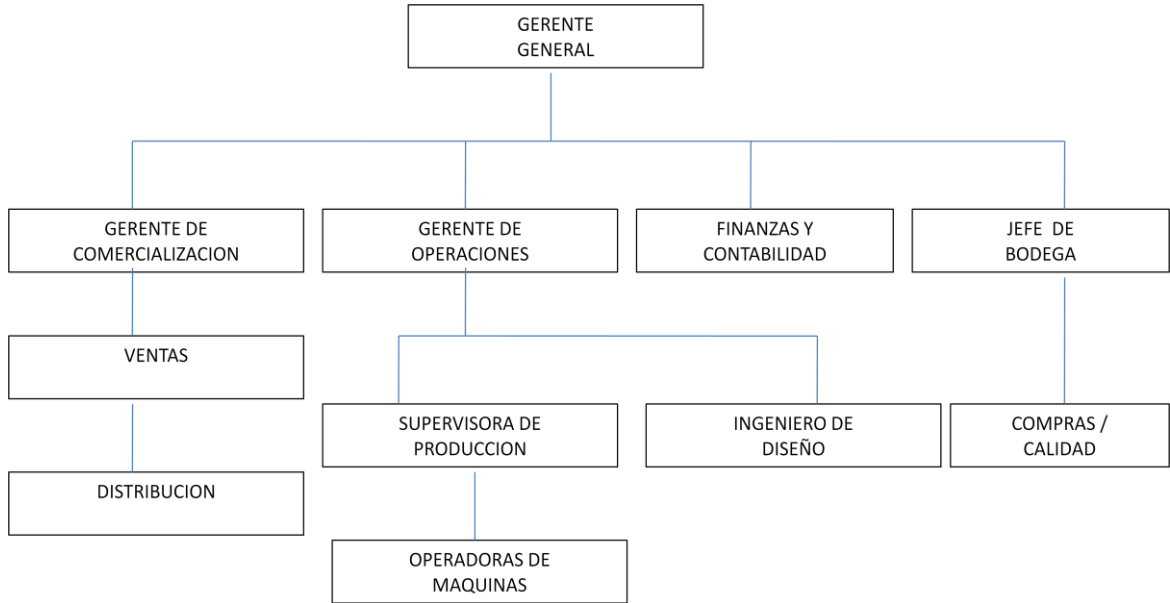 GERENTE
GENERAL
GERENTE DE
COMERCIALIZACION
GERENTE DE
OPERACIONES
FINANZAS Y
CONTABILIDAD
JEFE DE
BODEGA
VENTAS
SUPERVISORA DE
PRODUCCION
INGENIERO DE
DISEÑO
COMPRAS /
CALIDAD
DISTRIBUCION
OPERADORAS DE
MAQUINAS